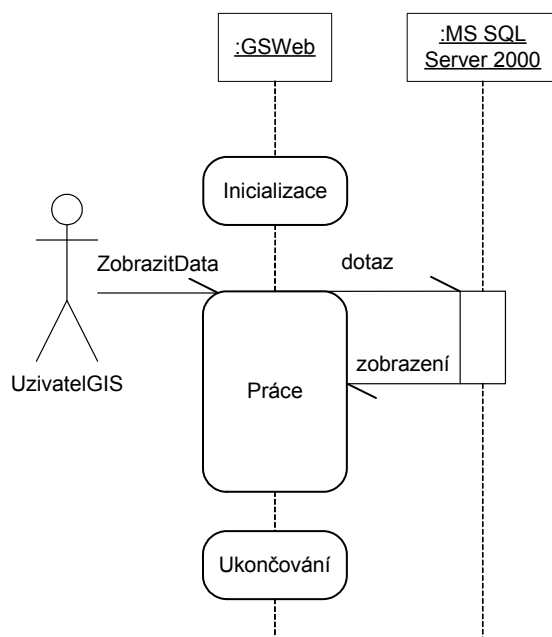 :GSWeb
:MS SQL
Server 2000
Inicializace
ZobrazitData
dotaz
zobrazení
UzivatelGIS
Práce
Ukončování